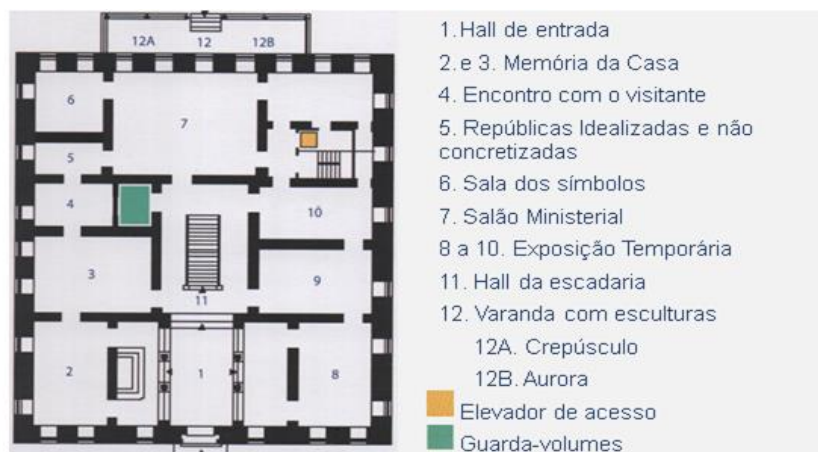 12A 12 12B
6
7
5
4
10
3
9
11
2
1
8
1. Hall de entrada
2. e 3. Memória da Casa
4. Encontro com o visitante
5. Repúblicas Idealizadas e não
concretizadas
6. Sala dos símbolos
7. Salão Ministerial
8 a 10. Exposição Temporária
11. Hall da escadaria
12. Varanda com esculturas
12A. Crepúsculo
12B. Aurora
Elevador de acesso
Guarda-volumes